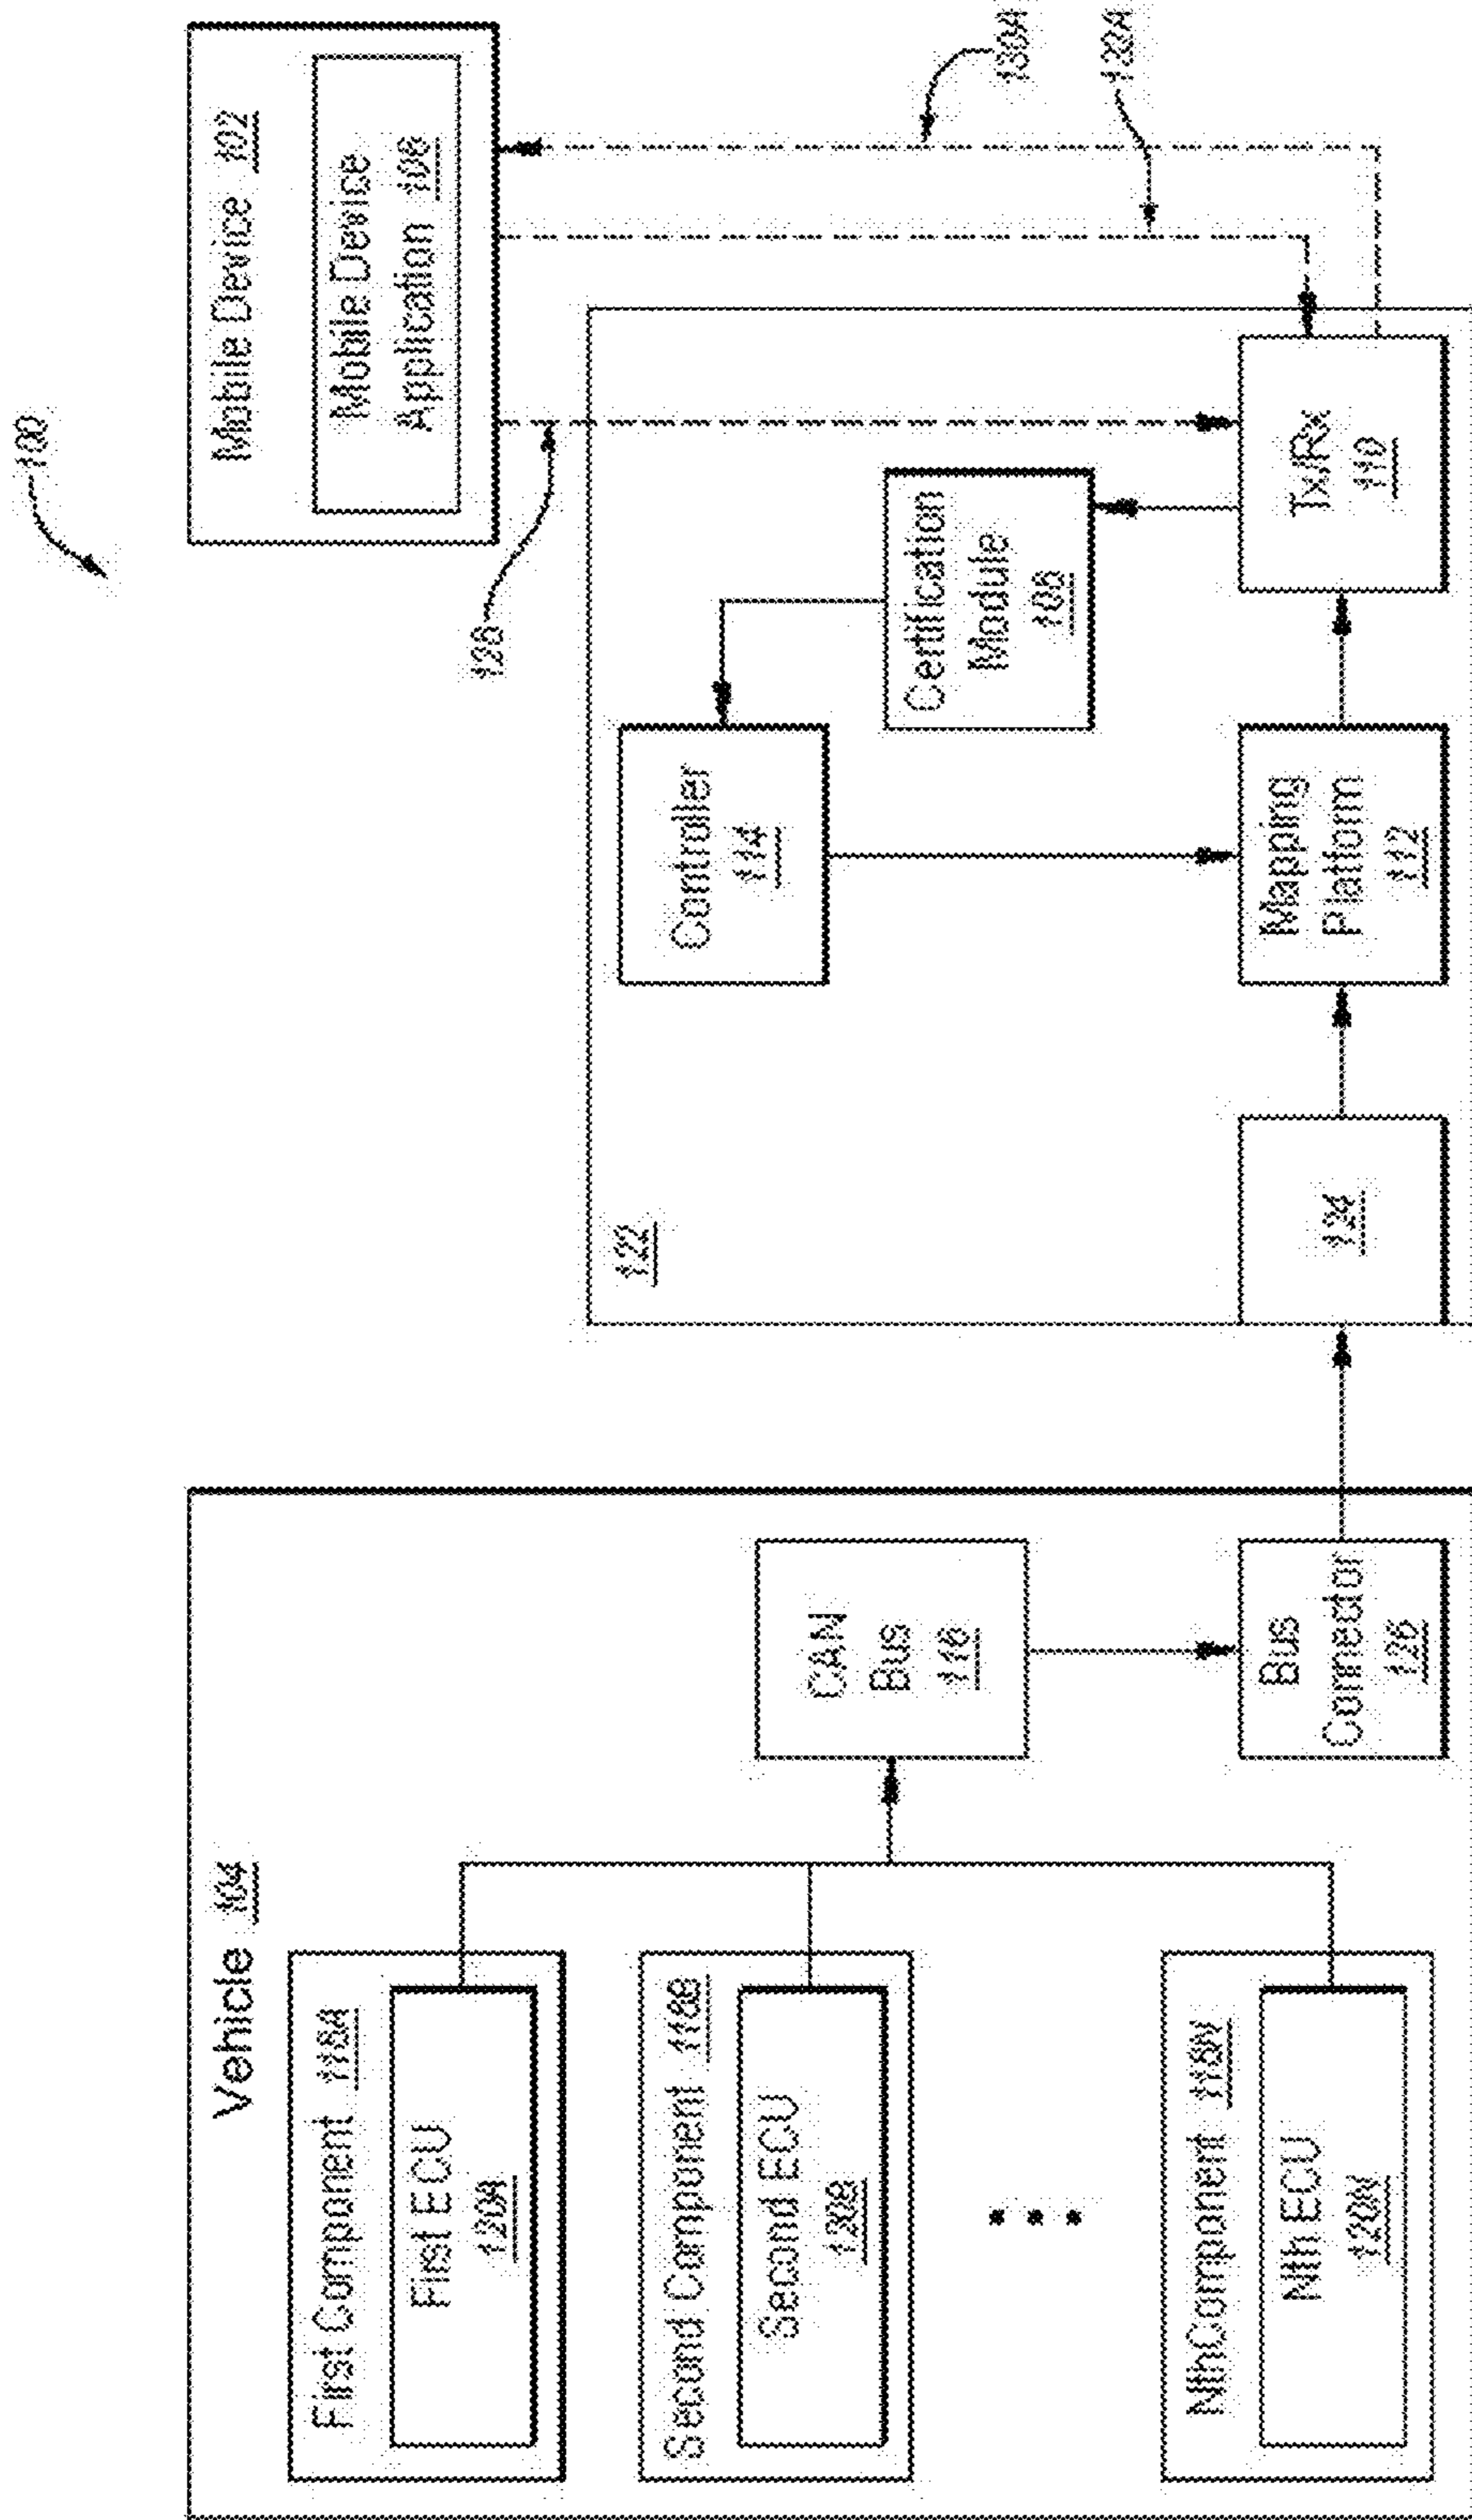 100
Vehicle 104
First Component 118A
First ECU
120A
Second Component 118B
Second ECU
120B
NthComponent 118N
Nth ECU
120N
CAN
Bus
116
Bus
Connector
126
122
124
Controller
114
Mapping
Platform
112
Certification
Module
108
Tx/Rx
110
128
Mobile Device 102
Mobile Device
Application 106
130A
132A